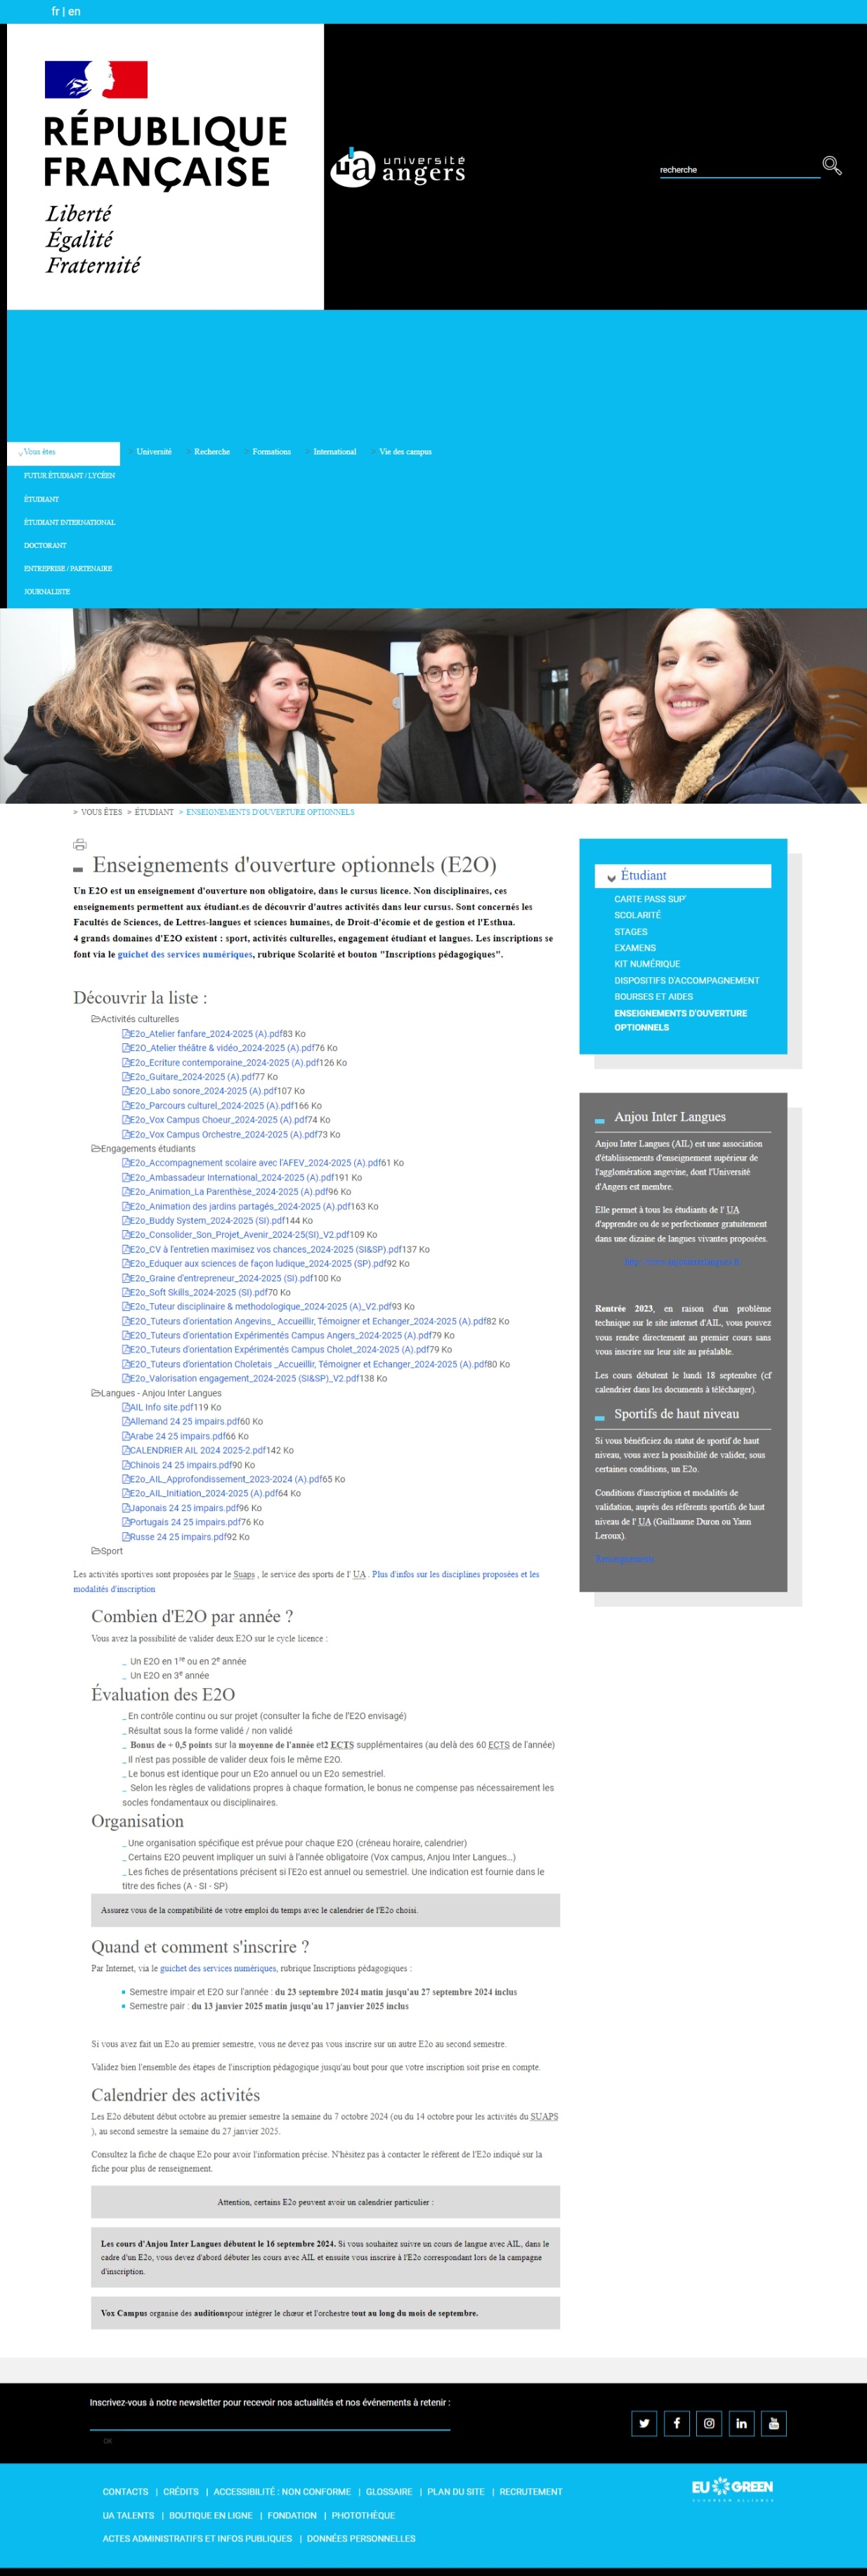 fr | en
RÉPUBLIQUE
FRANÇAISE
Liberté
Égalité
Fraternité
ua université
angers
recherche
Vous êtes
> Université > Recherche > Formations > International > Vie des campus
FUTUR ÉTUDIANT / LYCÉEN
ÉTUDIANT
ÉTUDIANT INTERNATIONAL
DOCTORANT
ENTREPRISE / PARTENAIRE
JOURNALISTE
> VOUS ÊTES > ÉTUDIANT > ENSEIGNEMENTS D'OUVERTURE OPTIONNELS
Enseignements d'ouverture optionnels (E2O)
Un E2O est un enseignement d'ouverture non obligatoire, dans le cursus licence. Non disciplinaires, ces
enseignements permettent aux étudiant.es de découvrir d'autres activités dans leur cursus. Sont concernés les
Facultés de Sciences, de Lettres-langues et sciences humaines, de Droit-d'écomie et de gestion et l'Esthua.
4 grands domaines d'E2O existent : sport, activités culturelles, engagement étudiant et langues. Les inscriptions se
font via le guichet des services numériques, rubrique Scolarité et bouton "Inscriptions pédagogiques".
Découvrir la liste :
Activités culturelles
E2o_Atelier fanfare_2024-2025 (A).pdf83 Ko
E2O_Atelier théâtre & vidéo_2024-2025 (A).pdf76 Ko
E2o_Ecriture contemporaine_2024-2025 (A).pdf126 Ko
E2o_Guitare_2024-2025 (A).pdf77 Ko
E2O_Labo sonore_2024-2025 (A).pdf107 Ko
E2o_Parcours culturel_2024-2025 (A).pdf166 Ko
E2o_Vox Campus Choeur_2024-2025 (A).pdf74 Ko
E2o_Vox Campus Orchestre_2024-2025 (A).pdf73 Ko
Engagements étudiants
E2o_Accompagnement scolaire avec l'AFEV_2024-2025 (A).pdf61 Ko
E2o_Ambassadeur International_2024-2025 (A).pdf191 Ko
E2o_Animation_La Parenthèse_2024-2025 (A).pdf96 Ko
E2o_Animation des jardins partagés_2024-2025 (A).pdf163 Ko
E2o_Buddy System_2024-2025 (SI).pdf144 Ko
E2o_Consolider_Son_Projet_Avenir_2024-25(SI)_V2.pdf109 Ko
E2o_CV à l'entretien maximisez vos chances_2024-2025 (SI&SP).pdf137 Ko
E2o_Eduquer aux sciences de façon ludique_2024-2025 (SP).pdf92 Ko
E2o_Graine d'entrepreneur_2024-2025 (SI).pdf100 Ko
E2o_Soft Skills_2024-2025 (SI).pdf70 Ko
E2o_Tuteur disciplinaire & methodologique_2024-2025 (A)_V2.pdf93 Ko
E2O_Tuteurs d'orientation Angevins_ Accueillir, Témoigner et Echanger_2024-2025 (A).pdf82 Ko
E2O_Tuteurs d'orientation Expérimentés Campus Angers_2024-2025 (A).pdf79 Ko
E2O_Tuteurs d'orientation Expérimentés Campus Cholet_2024-2025 (A).pdf79 Ko
E2O_Tuteurs d'orientation Choletais _Accueillir, Témoigner et Echanger_2024-2025 (A).pdf80 Ko
E2o_Valorisation engagement_2024-2025 (SI&SP)_V2.pdf138 Ko
Langues - Anjou Inter Langues
AIL Info site.pdf119 Ko
Allemand 24 25 impairs.pdf60 Ko
Arabe 24 25 impairs.pdf66 Ko
CALENDRIER AIL 2024 2025-2.pdf142 Ko
Chinois 24 25 impairs.pdf90 Ko
E2o_AIL_Approfondissement_2023-2024 (A).pdf65 Ko
E2o_AIL_Initiation_2024-2025 (A).pdf64 Ko
Japonais 24 25 impairs.pdf96 Ko
Portugais 24 25 impairs.pdf76 Ko
Russe 24 25 impairs.pdf92 Ko
Sport
Les activités sportives sont proposées par le Suaps , le service des sports de l' UA . Plus d'infos sur les disciplines proposées et les
modalités d'inscription
Combien d'E2O par année ?
Vous avez la possibilité de valider deux E2O sur le cycle licence :
_ Un E2O en 1re ou en 2e année
_ Un E2O en 3e année
Évaluation des E2O
_ En contrôle continu ou sur projet (consulter la fiche de l'E2O envisagé)
_ Résultat sous la forme validé / non validé
_ Bonus de + 0,5 points sur la moyenne de l'année et2 ECTS supplémentaires (au delà des 60 ECTS de l'année)
_ Il n'est pas possible de valider deux fois le même E2O.
_ Le bonus est identique pour un E2o annuel ou un E2o semestriel.
_ Selon les règles de validations propres à chaque formation, le bonus ne compense pas nécessairement les
socles fondamentaux ou disciplinaires.
Organisation
_ Une organisation spécifique est prévue pour chaque E2O (créneau horaire, calendrier)
_ Certains E2O peuvent impliquer un suivi à l'année obligatoire (Vox campus, Anjou Inter Langues...)
_ Les fiches de présentations précisent si l'E2o est annuel ou semestriel. Une indication est fournie dans le
titre des fiches (A - SI - SP)
Assurez vous de la compatibilité de votre emploi du temps avec le calendrier de l'E2o choisi.
Quand et comment s'inscrire ?
Par Internet, via le guichet des services numériques, rubrique Inscriptions pédagogiques :
Semestre impair et E2O sur l'année : du 23 septembre 2024 matin jusqu'au 27 septembre 2024 inclus
Semestre pair : du 13 janvier 2025 matin jusqu'au 17 janvier 2025 inclus
Si vous avez fait un E2o au premier semestre, vous ne devez pas vous inscrire sur un autre E2o au second semestre.
Validez bien l'ensemble des étapes de l'inscription pédagogique jusqu'au bout pour que votre inscription soit prise en compte.
Calendrier des activités
Les E2o débutent début octobre au premier semestre la semaine du 7 octobre 2024 (ou du 14 octobre pour les activités du SUAPS
), au second semestre la semaine du 27 janvier 2025.
Consultez la fiche de chaque E2o pour avoir l'information précise. N'hésitez pas à contacter le référent de l'E2o indiqué sur la
fiche pour plus de renseignement.
Attention, certains E2o peuvent avoir un calendrier particulier :
Les cours d'Anjou Inter Langues débutent le 16 septembre 2024. Si vous souhaitez suivre un cours de langue avec AIL, dans le
cadre d'un E2o, vous devez d'abord débuter les cours avec AIL et ensuite vous inscrire à l'E2o correspondant lors de la campagne
d'inscription.
Vox Campus organise des auditionspour intégrer le chœur et l'orchestre tout au long du mois de septembre.
Étudiant
CARTE PASS SUP'
SCOLARITÉ
STAGES
EXAMENS
KIT NUMÉRIQUE
DISPOSITIFS D'ACCOMPAGNEMENT
BOURSES ET AIDES
ENSEIGNEMENTS D'OUVERTURE
OPTIONNELS
Anjou Inter Langues
Anjou Inter Langues (AIL) est une association
d'établissements d'enseignement supérieur de
l'agglomération angevine, dont l'Université
d'Angers est membre.
Elle permet à tous les étudiants de l' UA
d'apprendre ou de se perfectionner gratuitement
dans une dizaine de langues vivantes proposées.
Rentrée 2023, en raison d'un problème
technique sur le site internet d'AIL, vous pouvez
vous rendre directement au premier cours sans
vous inscrire sur leur site au préalable.
Les cours débutent le lundi 18 septembre (cf
calendrier dans les documents à télécharger).
Sportifs de haut niveau
Si vous bénéficiez du statut de sportif de haut
niveau, vous avez la possibilité de valider, sous
certaines conditions, un E2o.
Conditions d'inscription et modalités de
validation, auprès des référents sportifs de haut
niveau de l' UA (Guillaume Duron ou Yann
Leroux).
Inscrivez-vous à notre newsletter pour recevoir nos actualités et nos événements à retenir :
OK
CONTACTS | CRÉDITS | ACCESSIBILITÉ : NON CONFORME | GLOSSAIRE | PLAN DU SITE | RECRUTEMENT
UA TALENTS | BOUTIQUE EN LIGNE | FONDATION | PHOTOTHÈQUE
ACTES ADMINISTRATIFS ET INFOS PUBLIQUES | DONNÉES PERSONNELLES
EU GREEN
EUROPEAN ALLIANCE